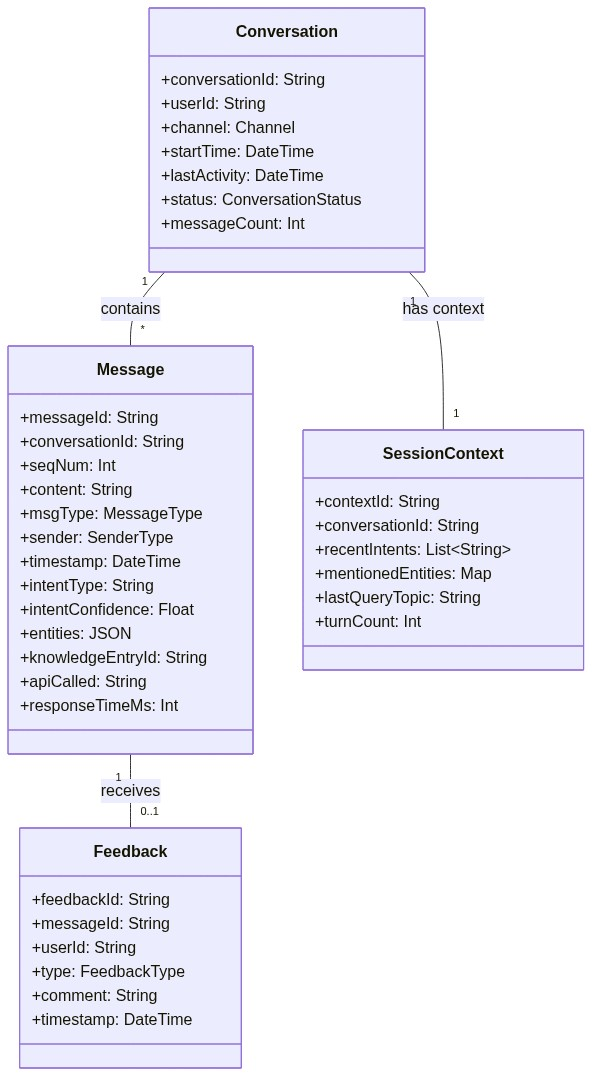 Conversation
+conversationId: String
+userId: String
+channel: Channel
+startTime: DateTime
+lastActivity: DateTime
+status: ConversationStatus
+messageCount: Int
1
contains
*
1
has context
1
Message
+messageId: String
+conversationId: String
+seqNum: Int
+content: String
+msgType: MessageType
+sender: SenderType
+timestamp: DateTime
+intentType: String
+intentConfidence: Float
+entities: JSON
+knowledgeEntryId: String
+apiCalled: String
+responseTimeMs: Int
SessionContext
+contextId: String
+conversationId: String
+recentIntents: List<String>
+mentionedEntities: Map
+lastQueryTopic: String
+turnCount: Int
1
receives
0..1
Feedback
+feedbackId: String
+messageId: String
+userId: String
+type: FeedbackType
+comment: String
+timestamp: DateTime